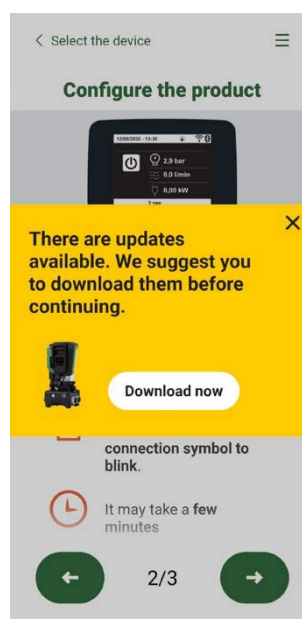 Select the device
Configure the product
12/09/2025 - 13:30
2,9 bar
0,0 l/min
0,00 kW
There are updates
available. We suggest you
to download them before
continuing.
Download now
connection symbol to
blink.
It may take a few
minutes
2/3